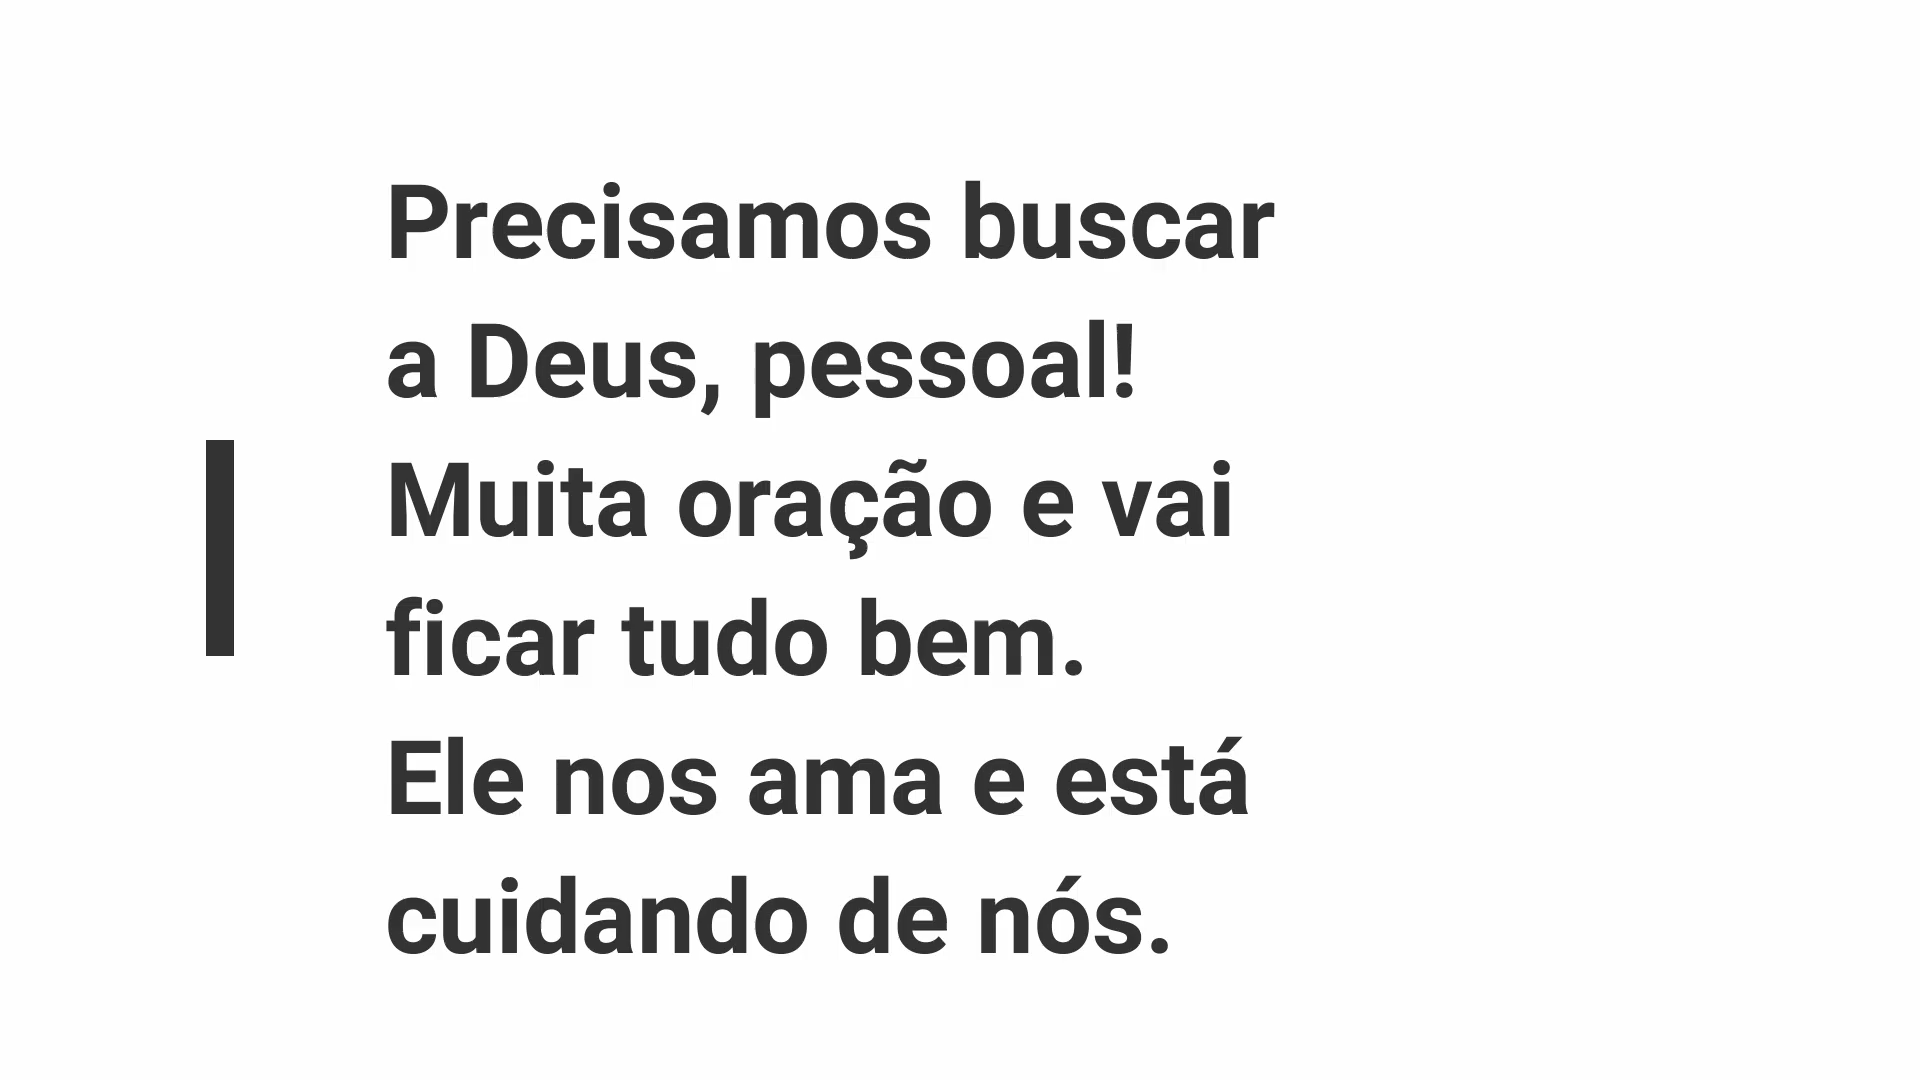 Precisamos buscar
a Deus, pessoal!
Muita oração e vai
ficar tudo bem.
Ele nos ama e está
cuidando de nós.